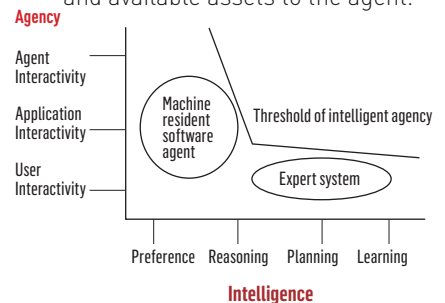 and available assets to the agent.
Agency
Agent
Interactivity
Application
Interactivity
User
Interactivity
Machine
resident
software
agent
Threshold of intelligent agency
Expert system
Preference
Reasoning
Planning
Learning
Intelligence